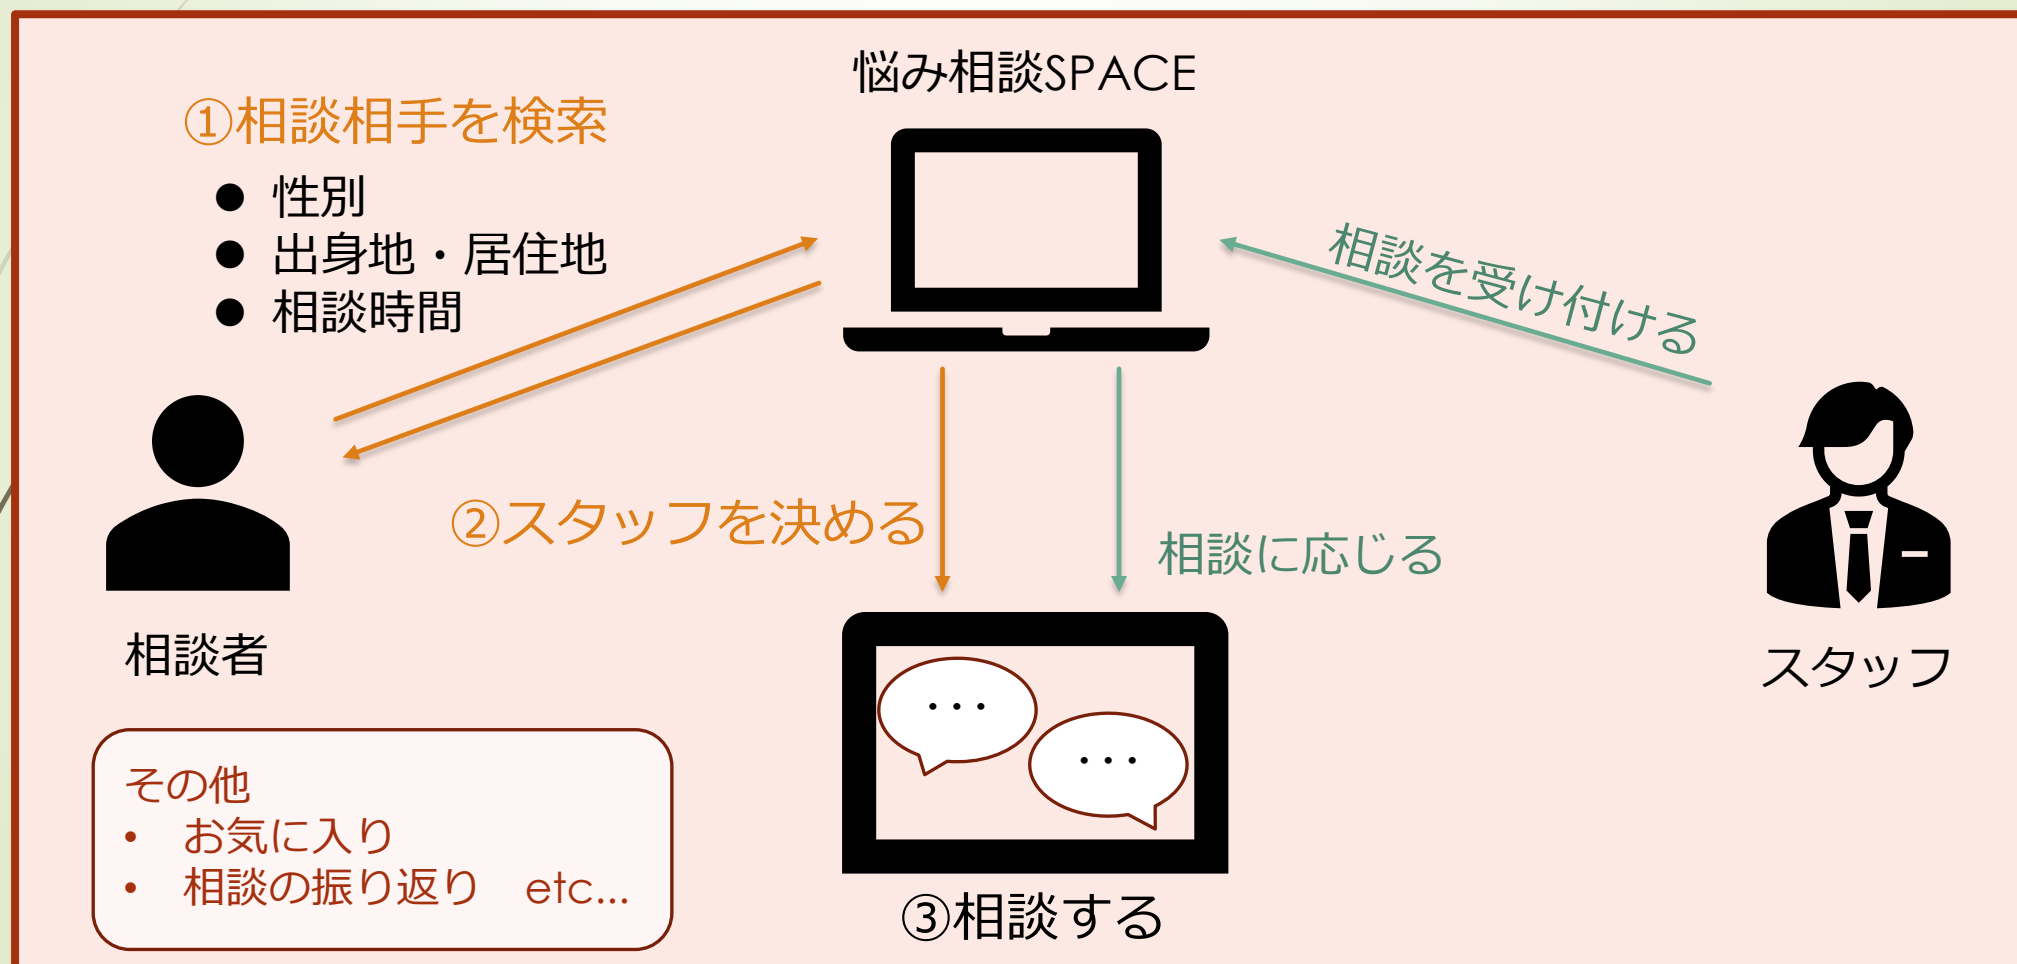 悩み相談SPACE
①相談相手を検索
● 性別
● 出身地・居住地
● 相談時間
相談を受け付ける
②スタッフを決める
相談に応じる
相談者
スタッフ
・・・
・・・
その他
• お気に入り
• 相談の振り返り etc...
③相談する